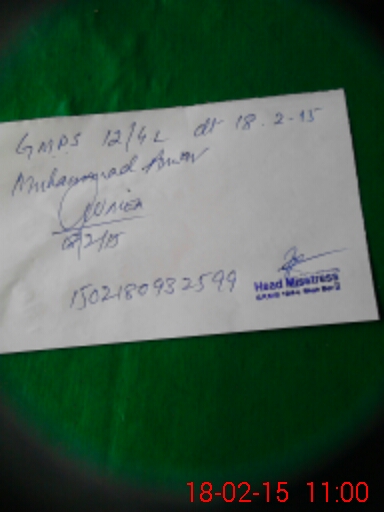 GMPS 12/4L dt 18.2-15
Muhammad Anwar
18/2/15
1502180932599
Head Misstress
18-02-15 11:00